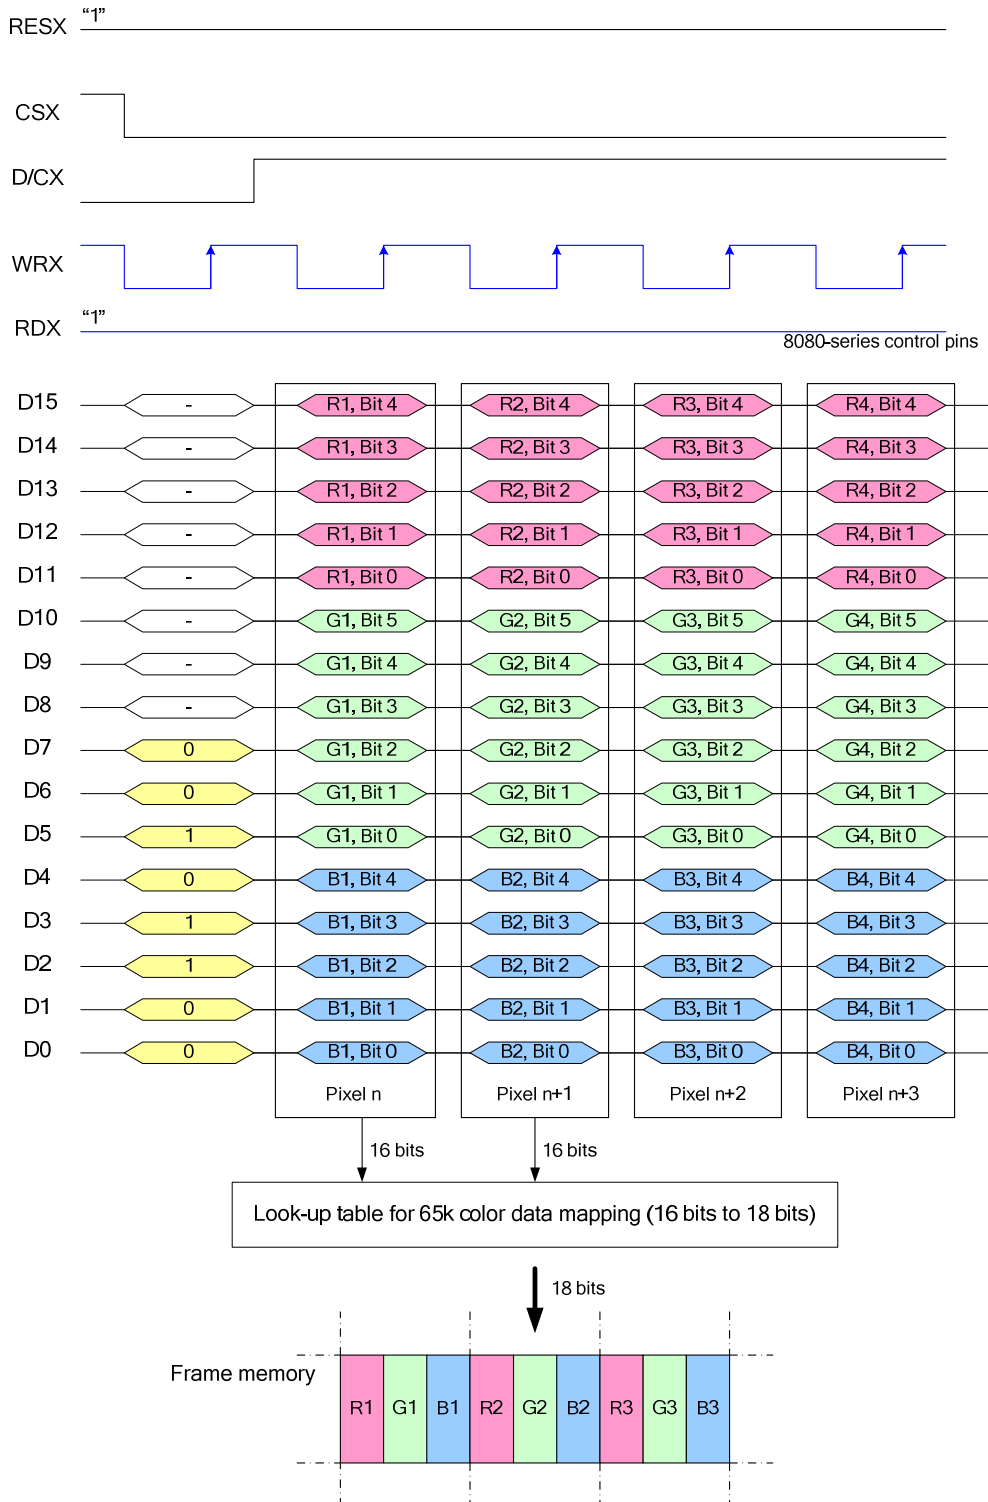 RESX “1”
CSX
D/CX
WRX
RDX “1”
8080-series control pins
D15 - R1, Bit 4 R2, Bit 4 R3, Bit 4 R4, Bit 4
D14 - R1, Bit 3 R2, Bit 3 R3, Bit 3 R4, Bit 3
D13 - R1, Bit 2 R2, Bit 2 R3, Bit 2 R4, Bit 2
D12 - R1, Bit 1 R2, Bit 1 R3, Bit 1 R4, Bit 1
D11 - R1, Bit 0 R2, Bit 0 R3, Bit 0 R4, Bit 0
D10 - G1, Bit 5 G2, Bit 5 G3, Bit 5 G4, Bit 5
D9 - G1, Bit 4 G2, Bit 4 G3, Bit 4 G4, Bit 4
D8 - G1, Bit 3 G2, Bit 3 G3, Bit 3 G4, Bit 3
D7 0 G1, Bit 2 G2, Bit 2 G3, Bit 2 G4, Bit 2
D6 0 G1, Bit 1 G2, Bit 1 G3, Bit 1 G4, Bit 1
D5 1 G1, Bit 0 G2, Bit 0 G3, Bit 0 G4, Bit 0
D4 0 B1, Bit 4 B2, Bit 4 B3, Bit 4 B4, Bit 4
D3 1 B1, Bit 3 B2, Bit 3 B3, Bit 3 B4, Bit 3
D2 1 B1, Bit 2 B2, Bit 2 B3, Bit 2 B4, Bit 2
D1 0 B1, Bit 1 B2, Bit 1 B3, Bit 1 B4, Bit 1
D0 0 B1, Bit 0 B2, Bit 0 B3, Bit 0 B4, Bit 0
Pixel n Pixel n+1 Pixel n+2 Pixel n+3
16 bits 16 bits
Look-up table for 65k color data mapping (16 bits to 18 bits)
18 bits
Frame memory
R1 G1 B1 R2 G2 B2 R3 G3 B3